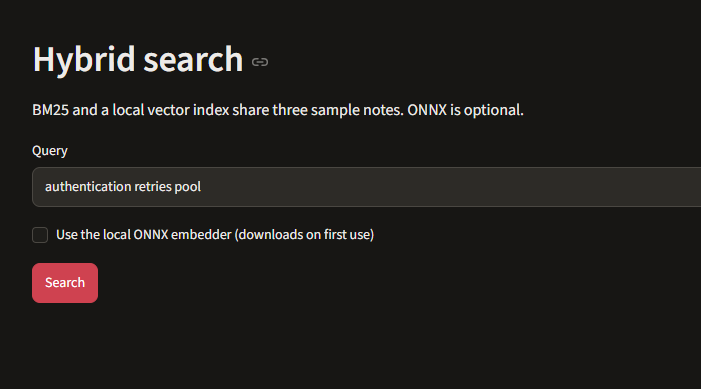 Hybrid search
BM25 and a local vector index share three sample notes. ONNX is optional.
Query
authentication retries pool
Use the local ONNX embedder (downloads on first use)
Search